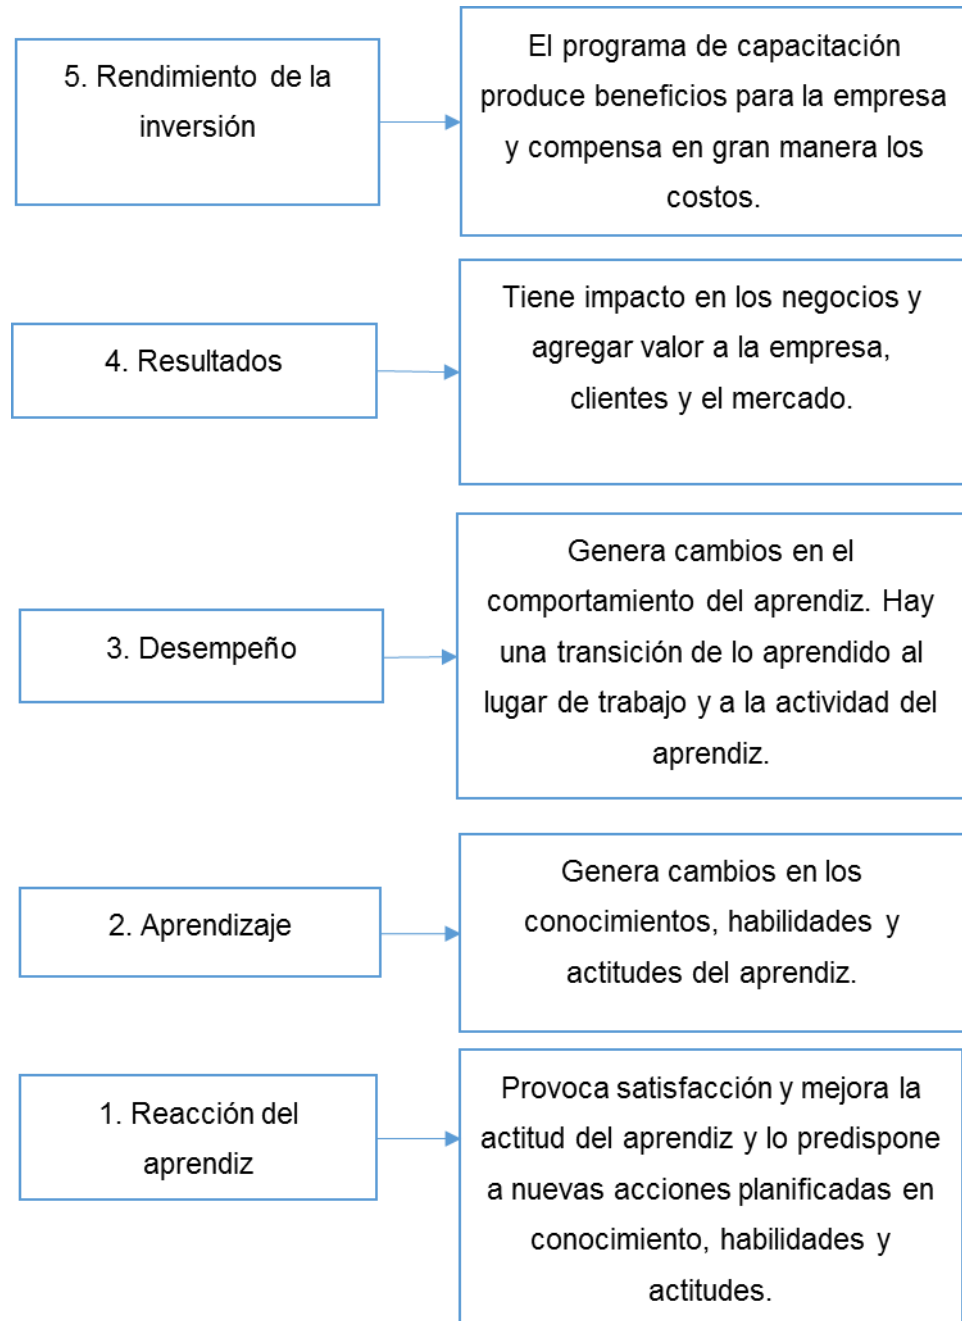 5. Rendimiento de la
inversión
El programa de capacitación
produce beneficios para la empresa
y compensa en gran manera los
costos.
4. Resultados
Tiene impacto en los negocios y
agregar valor a la empresa,
clientes y el mercado.
3. Desempeño
Genera cambios en el
comportamiento del aprendiz. Hay
una transición de lo aprendido al
lugar de trabajo y a la actividad del
aprendiz.
2. Aprendizaje
Genera cambios en los
conocimientos, habilidades y
actitudes del aprendiz.
1. Reacción del
aprendiz
Provoca satisfacción y mejora la
actitud del aprendiz y lo predispone
a nuevas acciones planificadas en
conocimiento, habilidades y
actitudes.